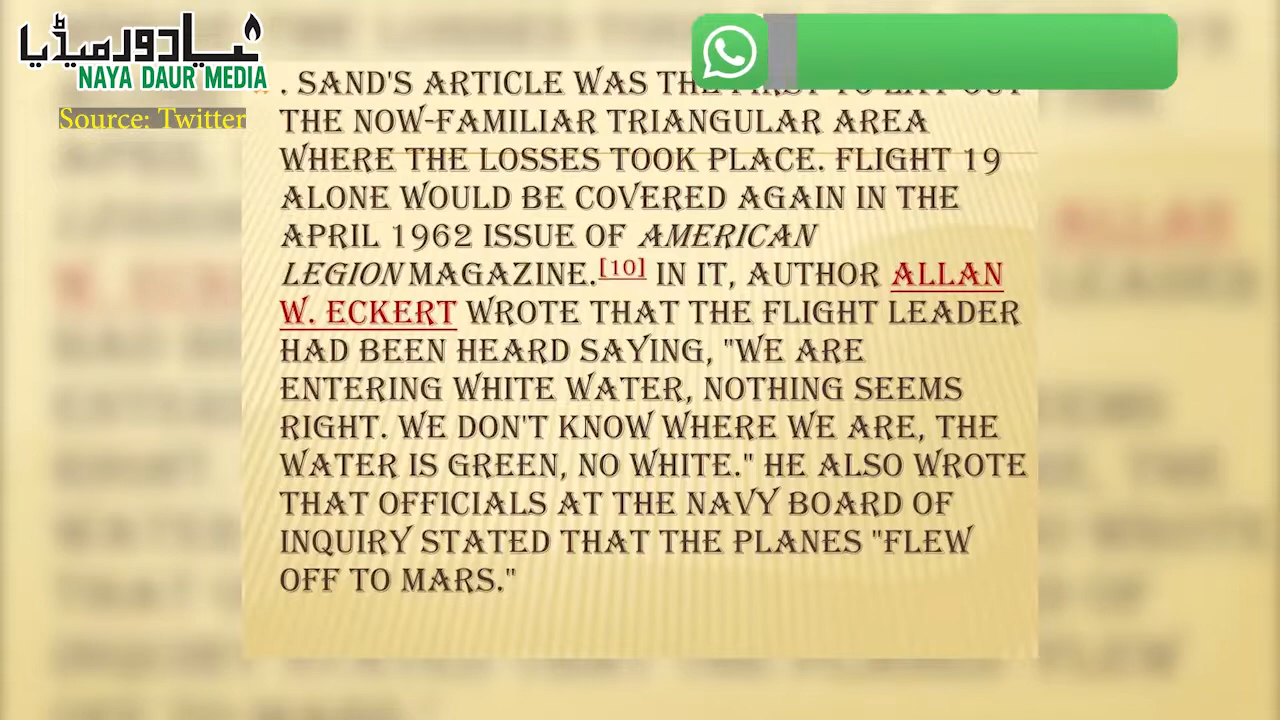 نیا دور میڈیا
NAYA DAUR MEDIA
Source: Twitter
. SAND'S ARTICLE WAS THE FIRST TO LAY OUT
THE NOW-FAMILIAR TRIANGULAR AREA
WHERE THE LOSSES TOOK PLACE. FLIGHT 19
ALONE WOULD BE COVERED AGAIN IN THE
APRIL 1962 ISSUE OF AMERICAN
LEGION MAGAZINE.[10] IN IT, AUTHOR ALLAN
W. ECKERT WROTE THAT THE FLIGHT LEADER
HAD BEEN HEARD SAYING, "WE ARE
ENTERING WHITE WATER, NOTHING SEEMS
RIGHT. WE DON'T KNOW WHERE WE ARE, THE
WATER IS GREEN, NO WHITE." HE ALSO WROTE
THAT OFFICIALS AT THE NAVY BOARD OF
INQUIRY STATED THAT THE PLANES "FLEW
OFF TO MARS."